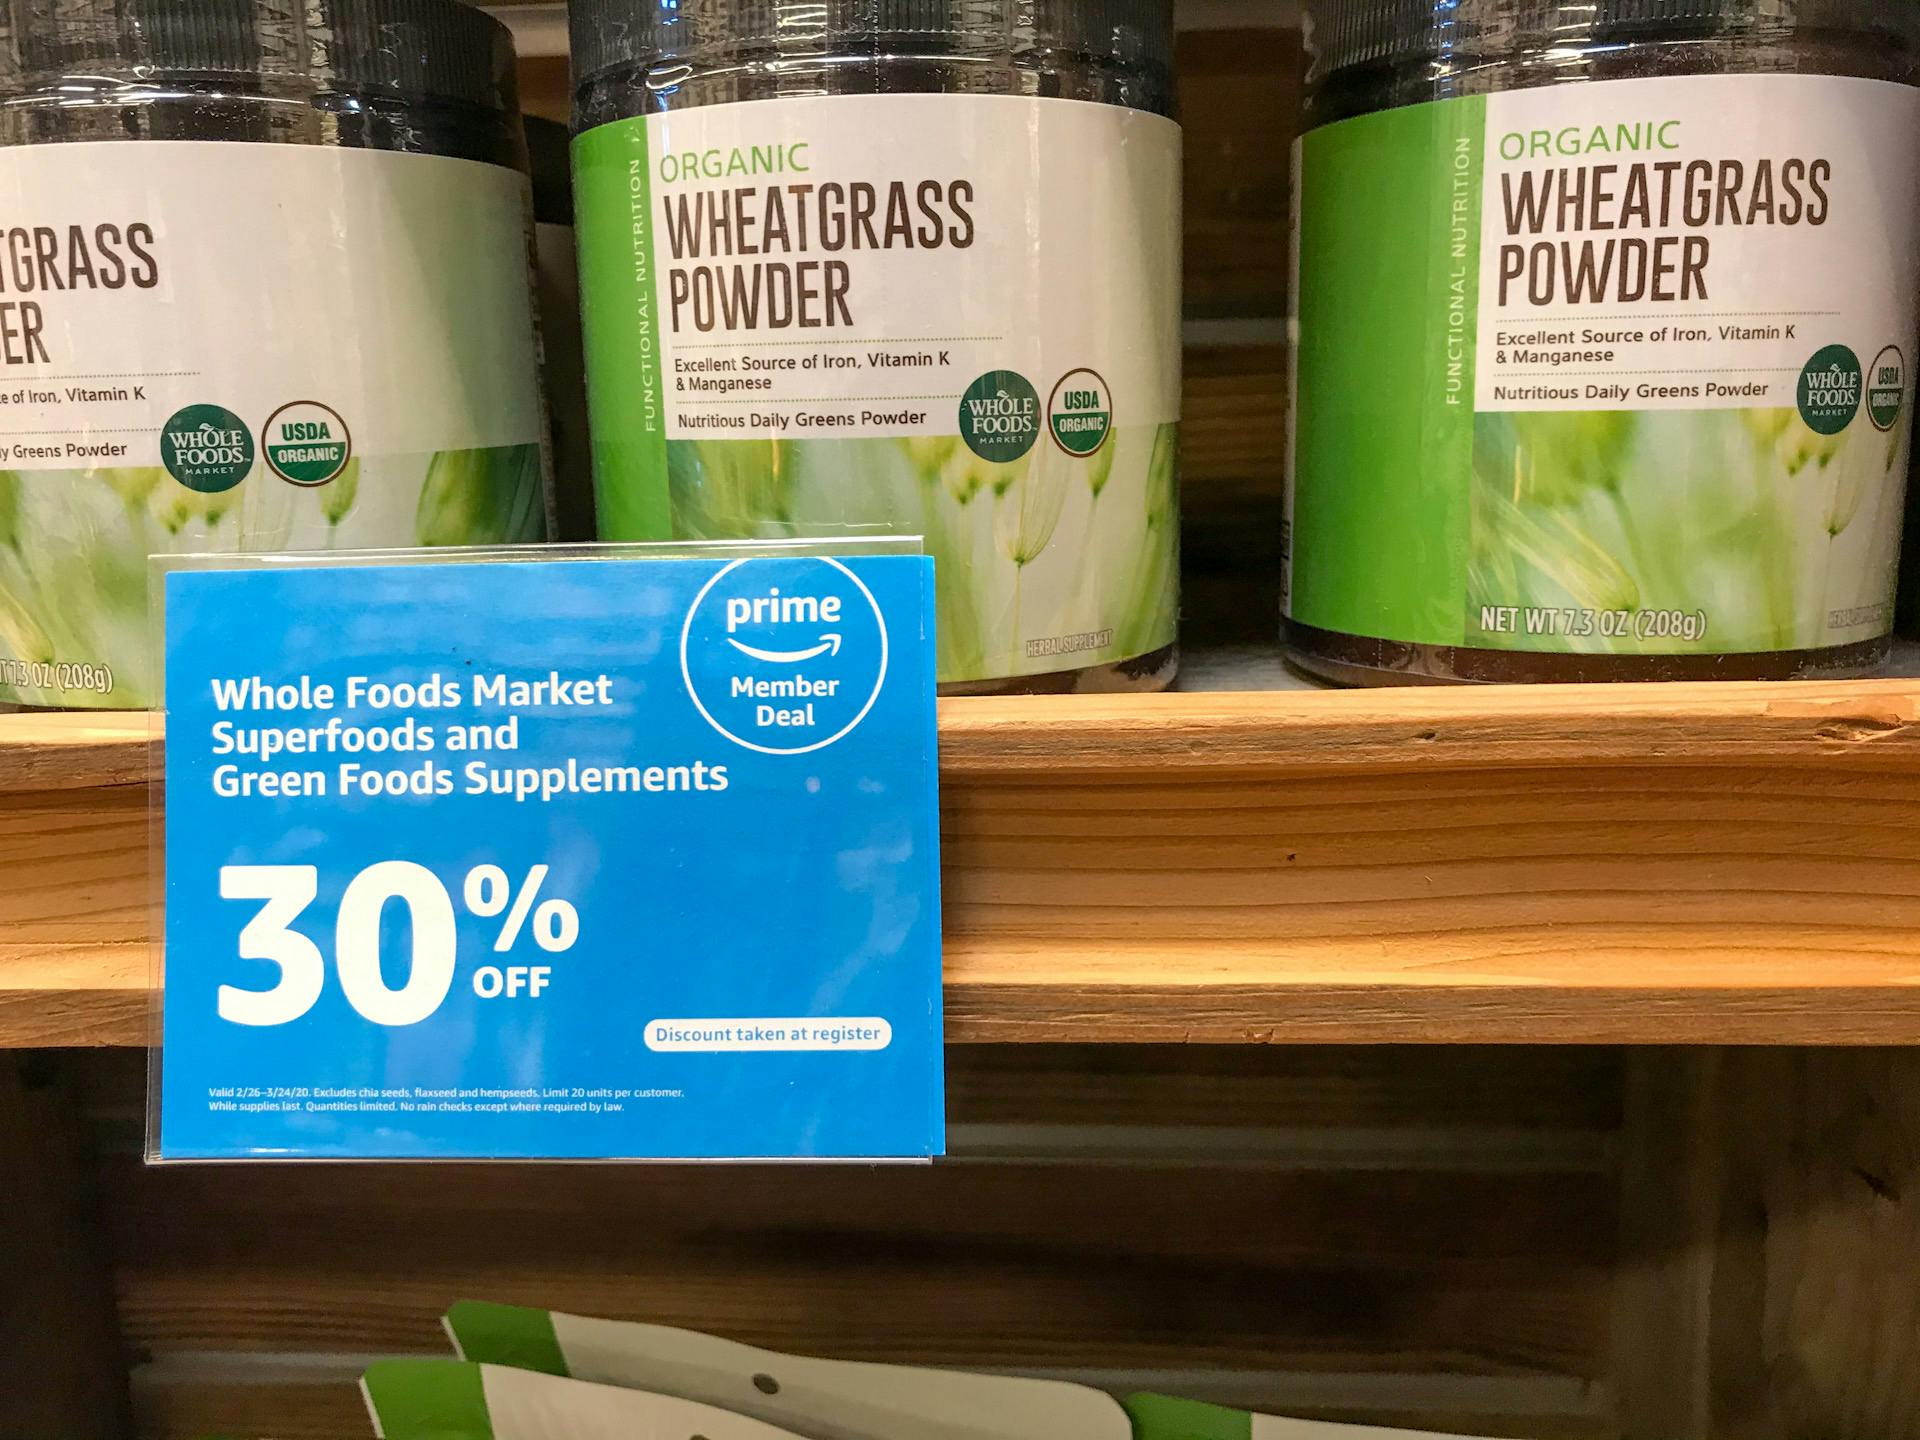 TGRASS
ER
e of Iron, Vitamin K
Greens Powder
WHOLE
FOODS
MARKET
USDA
ORGANIC
7.3 OZ (208g)
FUNCTIONAL NUTRITION
ORGANIC
WHEATGRASS
POWDER
Excellent Source of Iron, Vitamin K
& Manganese
Nutritious Daily Greens Powder
WHOLE
FOODS
MARKET
USDA
ORGANIC
HERBAL SUPPLEMENT
FUNCTIONAL NUTRITION
ORGANIC
WHEATGRASS
POWDER
Excellent Source of Iron, Vitamin K
& Manganese
Nutritious Daily Greens Powder
WHOLE
FOODS
MARKET
USDA
ORGANIC
NET WT 7.3 OZ (208g)
prime
Member
Deal
Whole Foods Market
Superfoods and
Green Foods Supplements
30%
OFF
Discount taken at register
Valid 2/26–3/24/20. Excludes chia seeds, flaxseed and hempseeds. Limit 20 units per customer.
While supplies last. Quantities limited. No rain checks except where required by law.